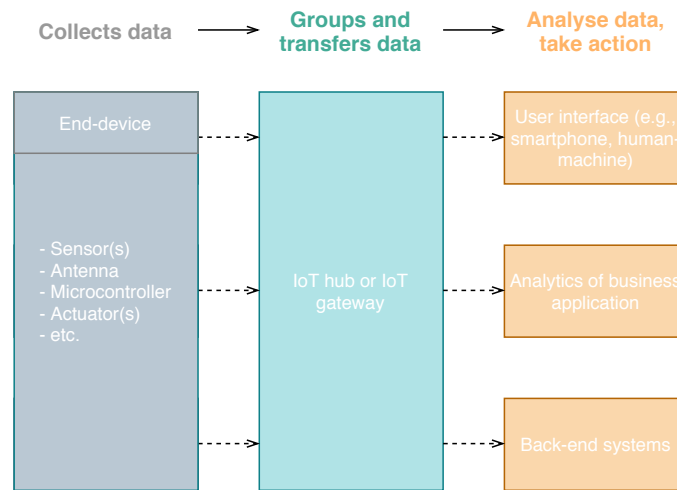 Collects data
Groups and
transfers data
Analyse data,
take action
End-device
- Sensor(s)
- Antenna
- Microcontroller
- Actuator(s)
- etc.
IoT hub or IoT
gateway
User interface (e.g.,
smartphone, human-
machine)
Analytics of business
application
Back-end systems